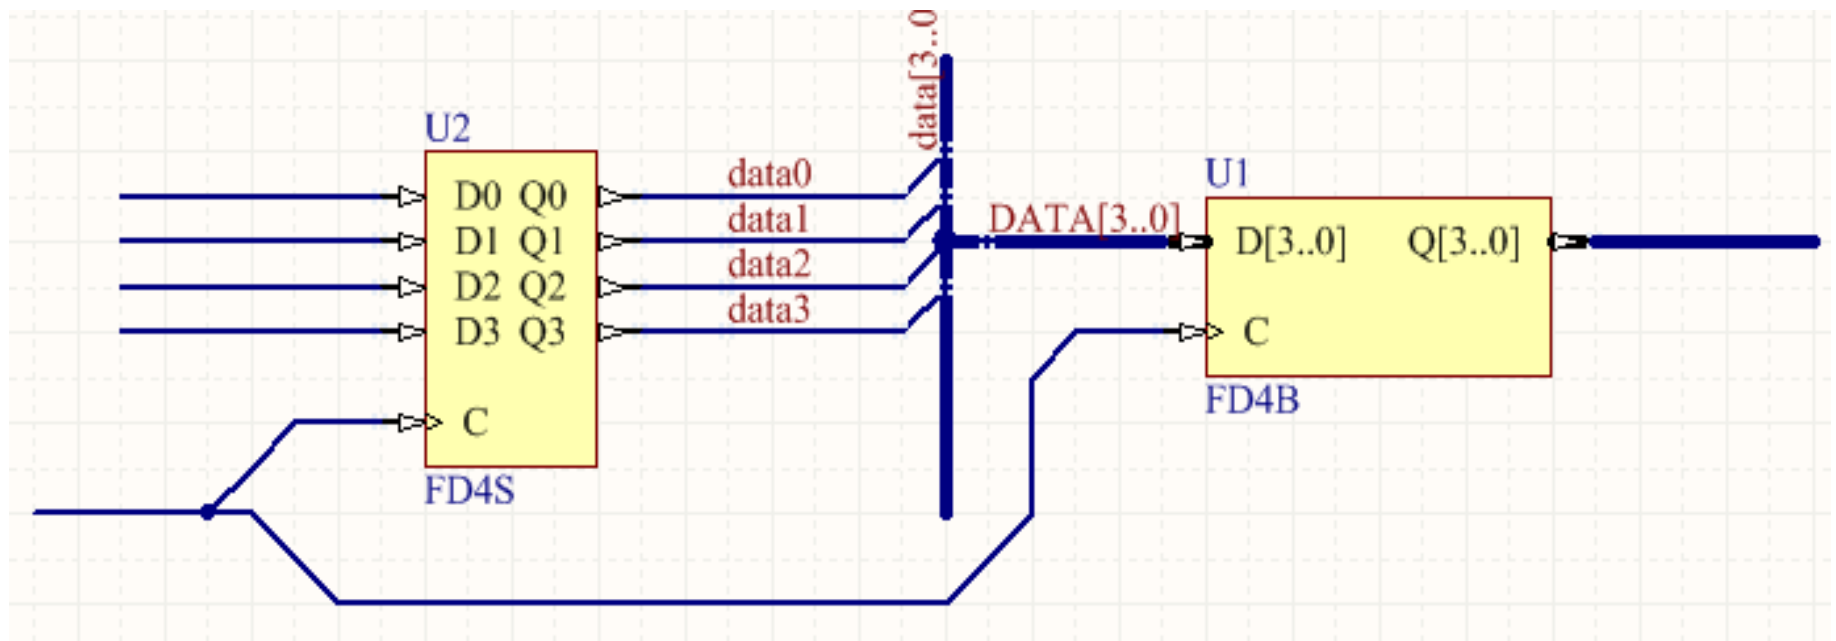 data[3..0
U2
D0 Q0
D1 Q1
D2 Q2
D3 Q3
C
FD4S
data0
data1
data2
data3
DATA[3..0]
U1
D[3..0] Q[3..0]
C
FD4B